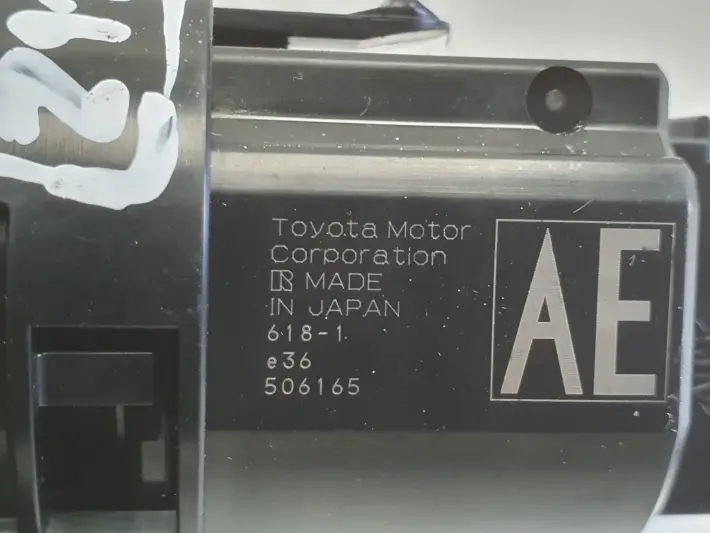 Toyota Motor
Corporation
R MADE
IN JAPAN
618-1
e36
506165
AE